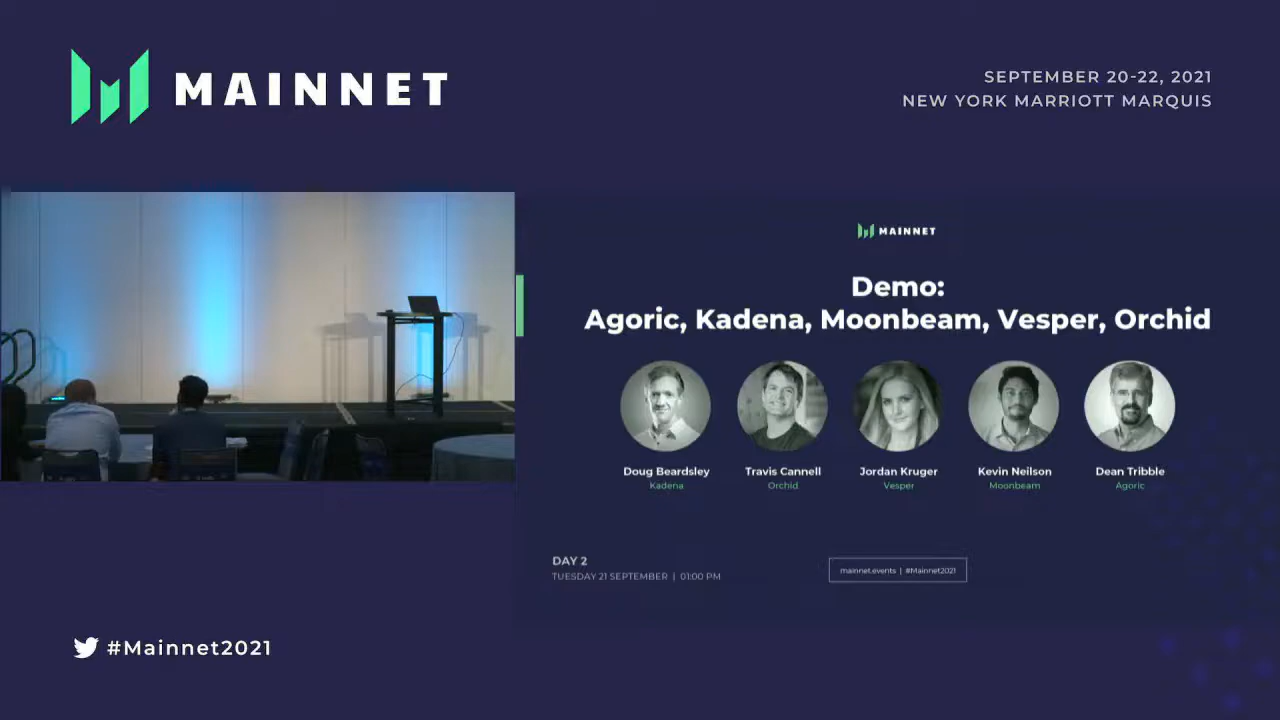 MAINNET
SEPTEMBER 20-22, 2021
NEW YORK MARRIOTT MARQUIS
MAINNET
Demo:
Agoric, Kadena, Moonbeam, Vesper, Orchid
Doug Beardsley
Kadena
Travis Cannell
Orchid
Jordan Kruger
Vesper
Kevin Neilson
Moonbeam
Dean Tribble
Agoric
DAY 2
TUESDAY 21 SEPTEMBER | 01:00 PM
mainnet.events | #Mainnet2021
#Mainnet2021